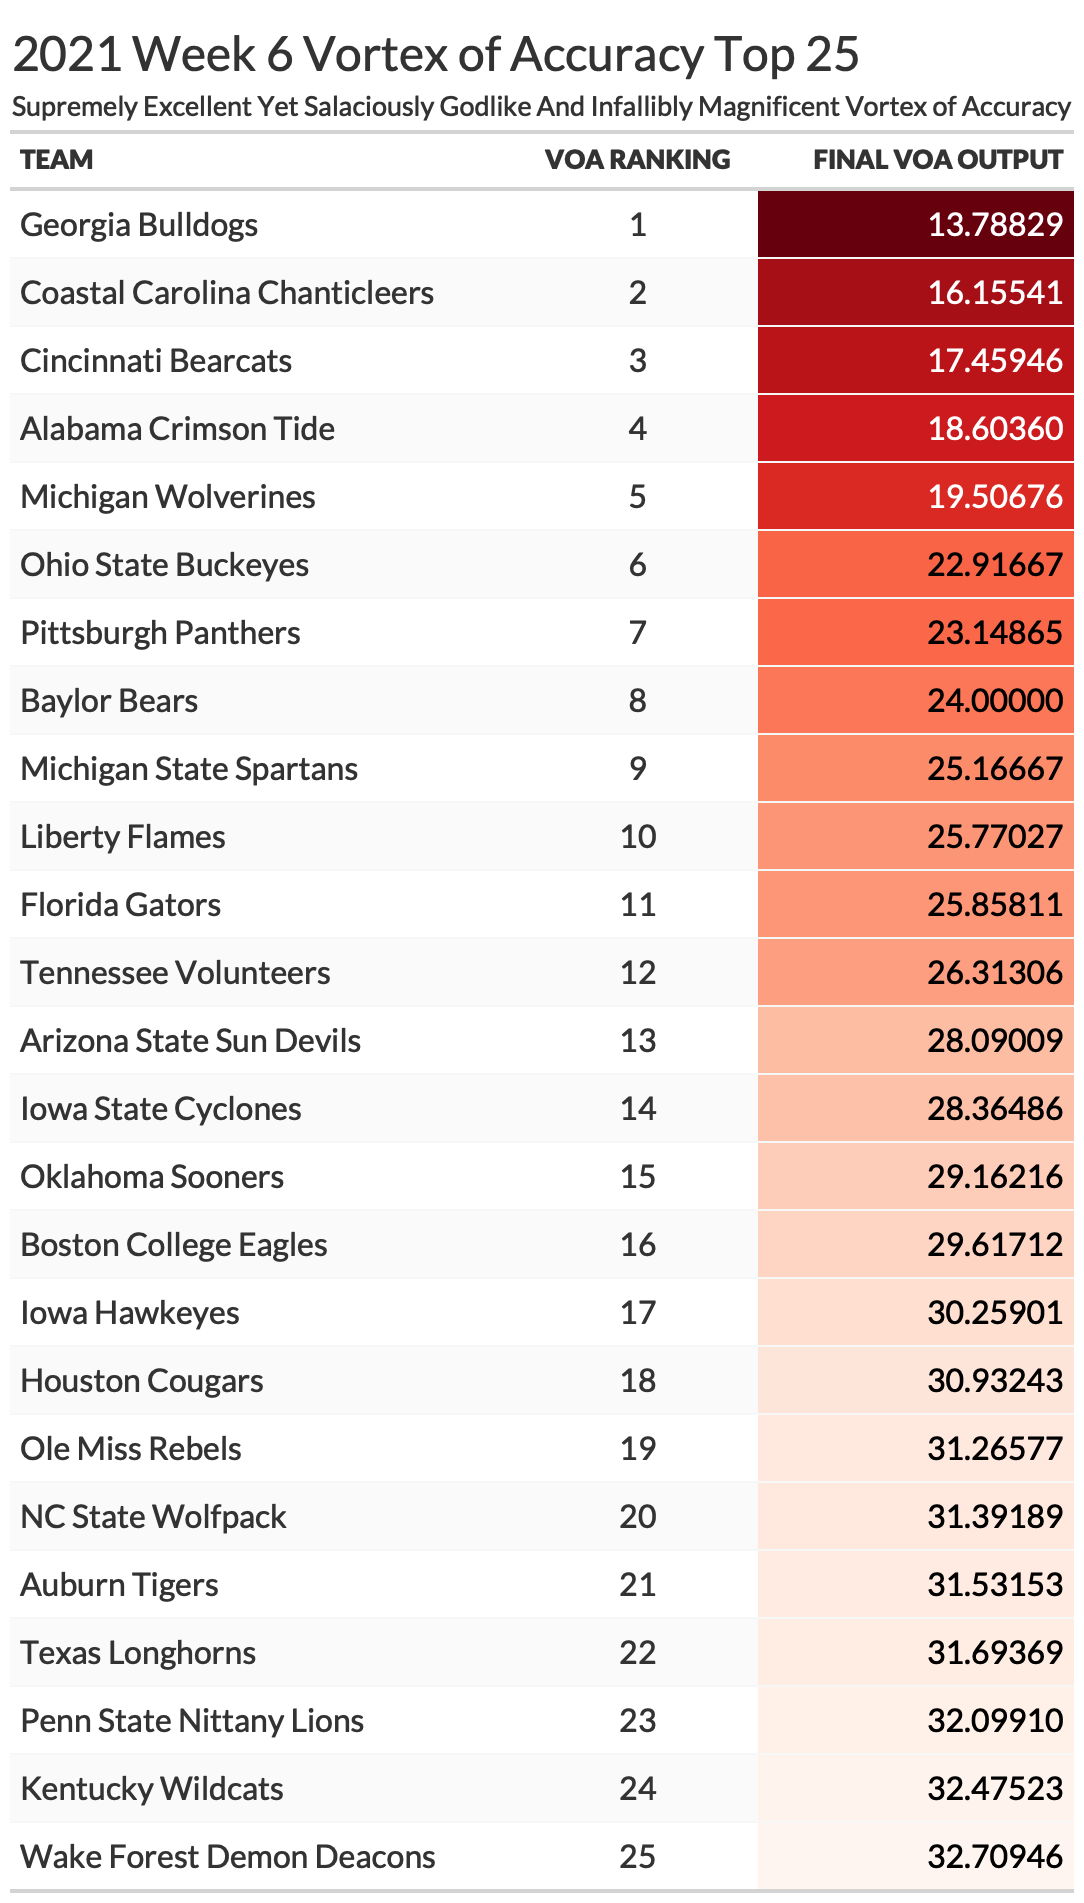 2021 Week 6 Vortex of Accuracy Top 25
Supremely Excellent Yet Salaciously Godlike And Infallibly Magnificent Vortex of Accuracy
TEAM VOA RANKING FINAL VOA OUTPUT
Georgia Bulldogs 1 13.78829
Coastal Carolina Chanticleers 2 16.15541
Cincinnati Bearcats 3 17.45946
Alabama Crimson Tide 4 18.60360
Michigan Wolverines 5 19.50676
Ohio State Buckeyes 6 22.91667
Pittsburgh Panthers 7 23.14865
Baylor Bears 8 24.00000
Michigan State Spartans 9 25.16667
Liberty Flames 10 25.77027
Florida Gators 11 25.85811
Tennessee Volunteers 12 26.31306
Arizona State Sun Devils 13 28.09009
Iowa State Cyclones 14 28.36486
Oklahoma Sooners 15 29.16216
Boston College Eagles 16 29.61712
Iowa Hawkeyes 17 30.25901
Houston Cougars 18 30.93243
Ole Miss Rebels 19 31.26577
NC State Wolfpack 20 31.39189
Auburn Tigers 21 31.53153
Texas Longhorns 22 31.69369
Penn State Nittany Lions 23 32.09910
Kentucky Wildcats 24 32.47523
Wake Forest Demon Deacons 25 32.70946